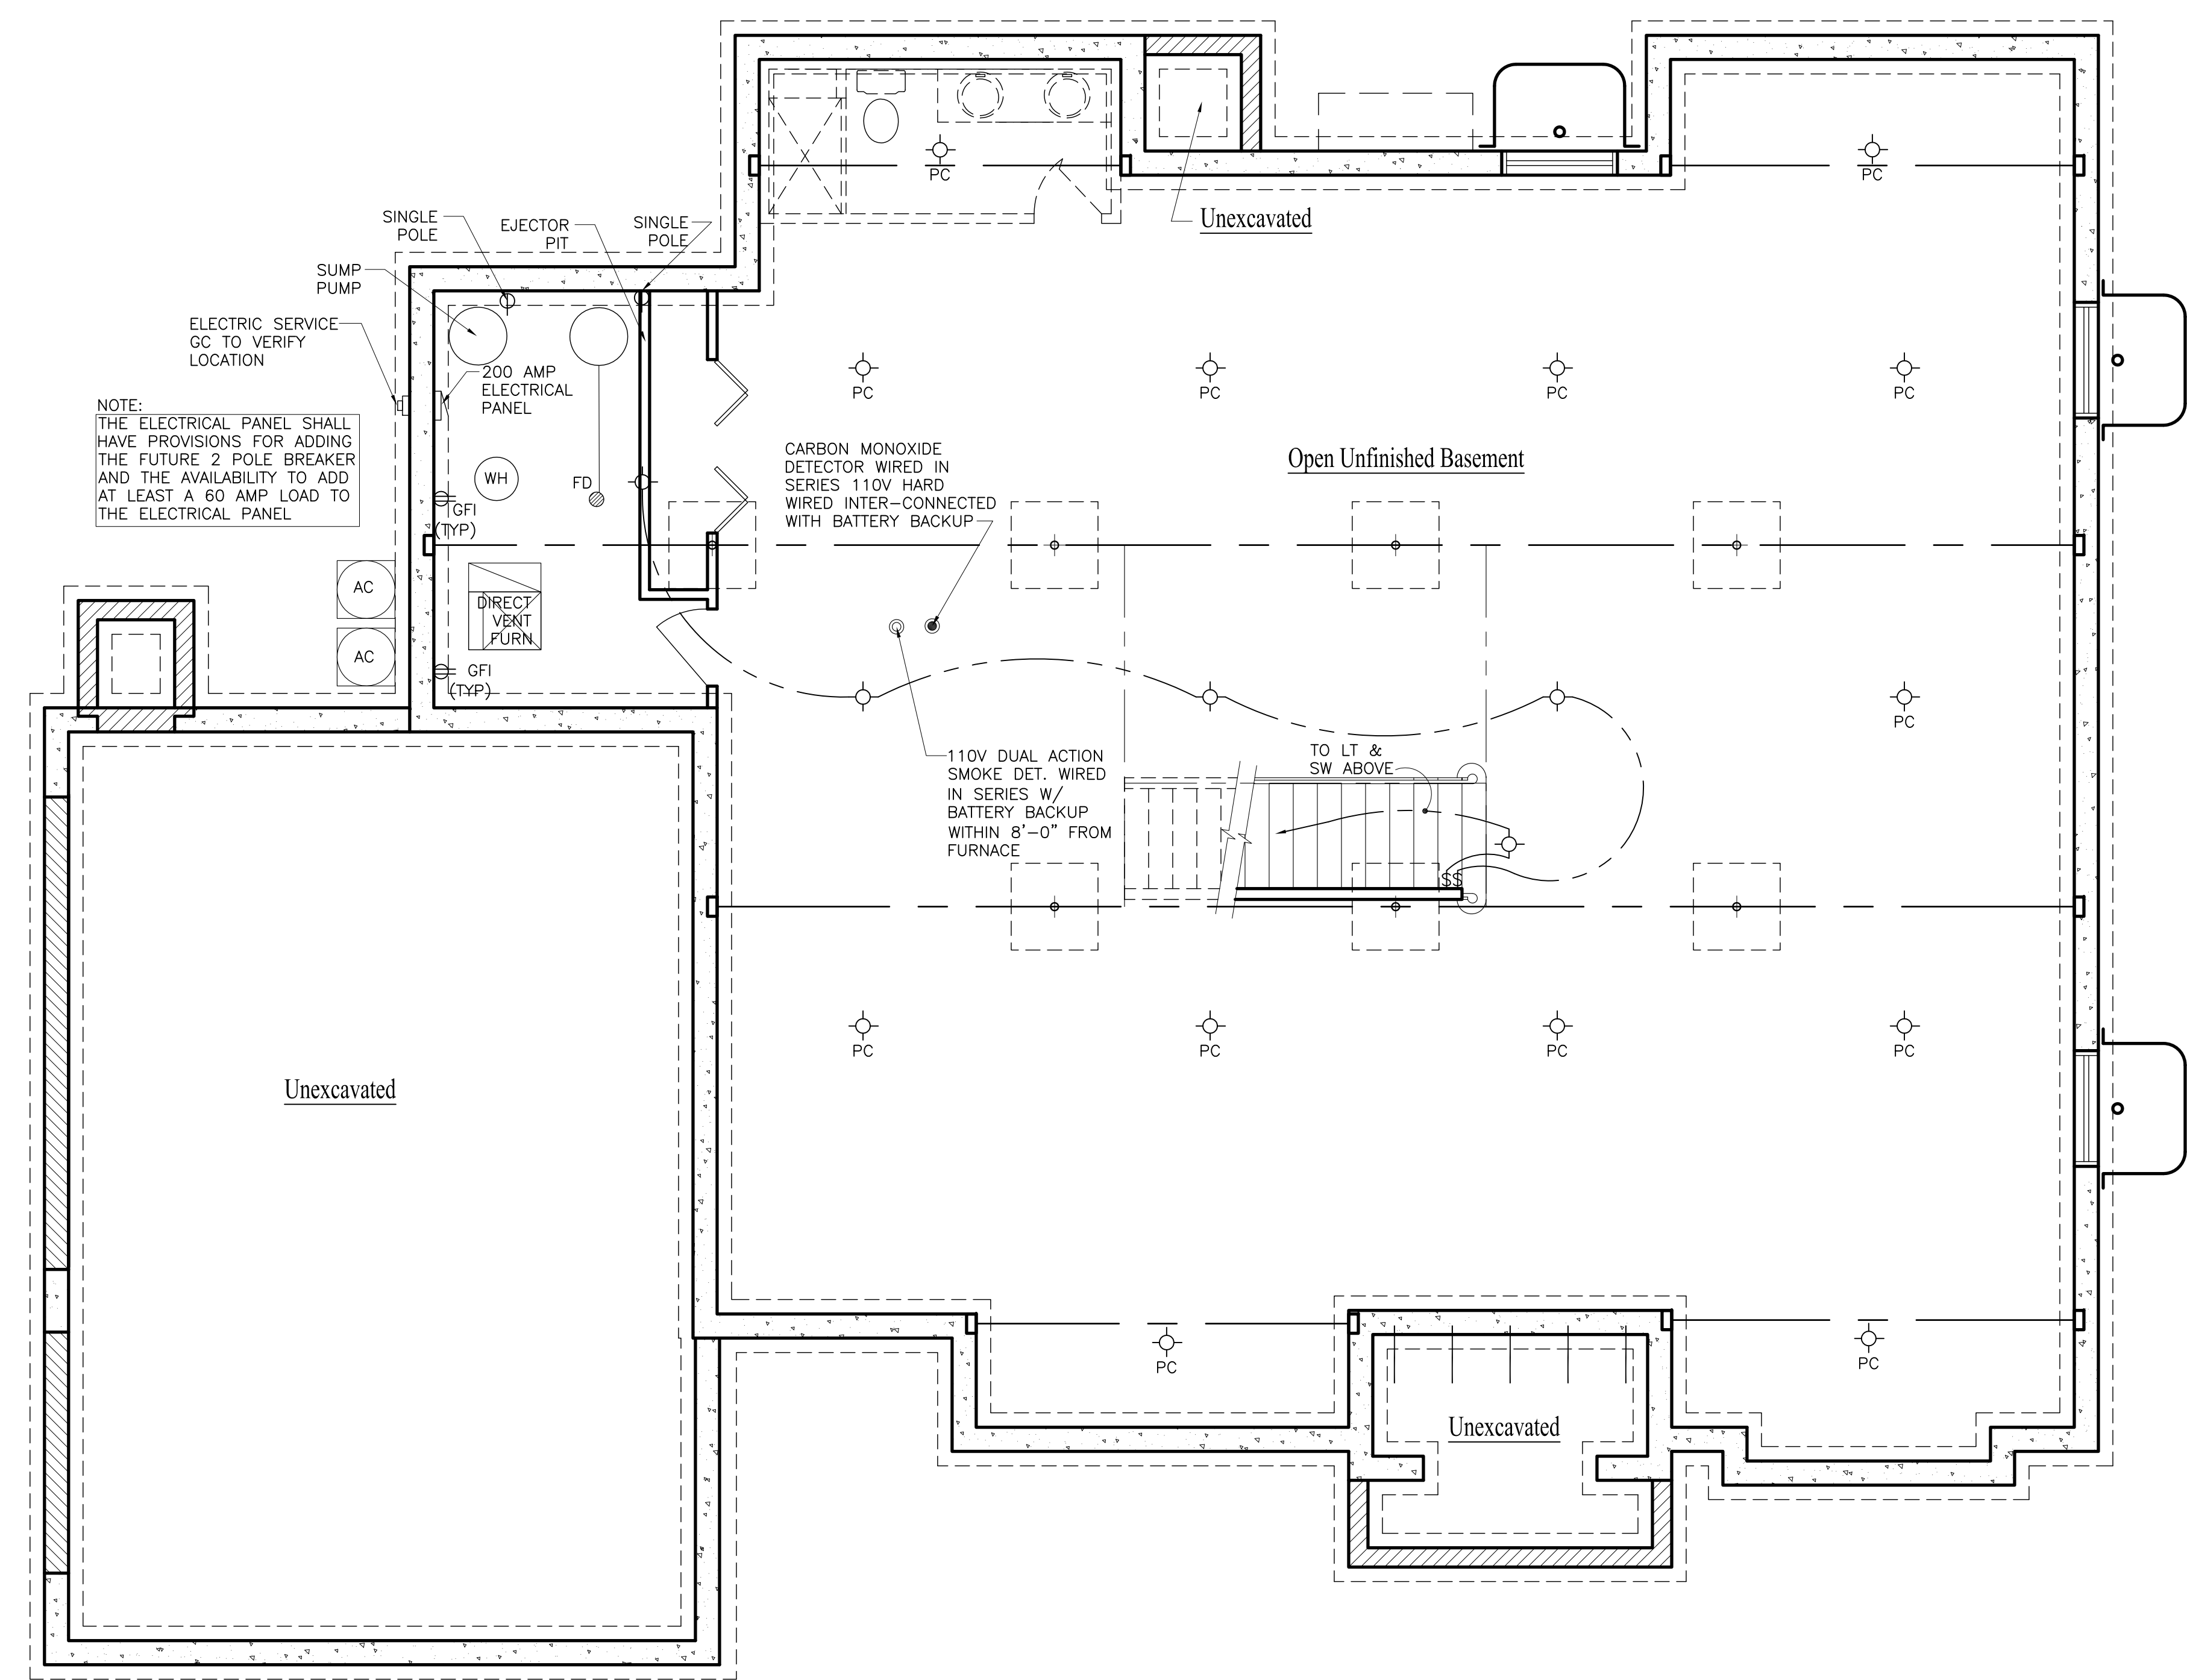 PC
PC
Unexcavated
SINGLE
POLE
EJECTOR
PIT
SINGLE
POLE
SUMP
PUMP
ELECTRIC SERVICE
GC TO VERIFY
LOCATION
200 AMP
ELECTRICAL
PANEL
PC
PC
PC
PC
NOTE:
THE ELECTRICAL PANEL SHALL
HAVE PROVISIONS FOR ADDING
THE FUTURE 2 POLE BREAKER
AND THE AVAILABILITY TO ADD
AT LEAST A 60 AMP LOAD TO
THE ELECTRICAL PANEL
WH
FD
GFI
(TYP)
CARBON MONOXIDE
DETECTOR WIRED IN
SERIES 110V HARD
WIRED INTER-CONNECTED
WITH BATTERY BACKUP
Open Unfinished Basement
AC
AC
DIRECT
VENT
FURN
GFI
(TYP)
PC
110V DUAL ACTION
SMOKE DET. WIRED
IN SERIES W/
BATTERY BACKUP
WITHIN 8'-0" FROM
FURNACE
TO LT &
SW ABOVE
$$
PC
PC
PC
PC
Unexcavated
PC
PC
Unexcavated